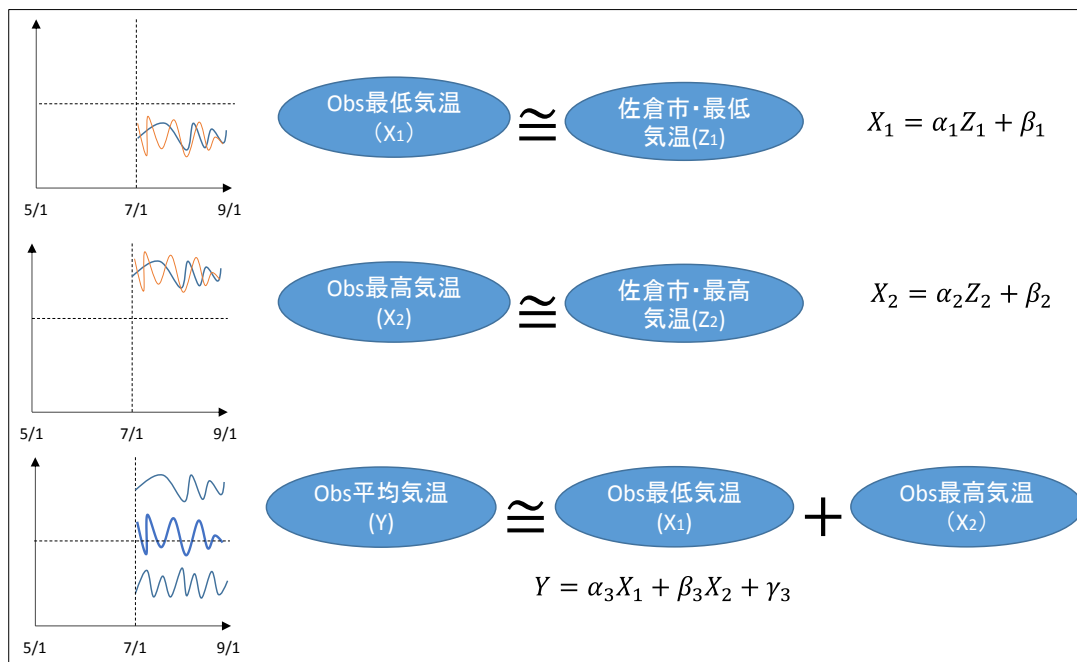 Obs最低気温
（X1）
≅
佐倉市・最低
気温(Z1)
X₁ = α₁Z₁ + β₁
5/1 7/1 9/1
Obs最高気温
(X2)
≅
佐倉市・最高
気温(Z2)
X₂ = α₂Z₂ + β₂
5/1 7/1 9/1
Obs平均気温
(Y)
≅
Obs最低気温
(X1)
+
Obs最高気温
（X2）
Y = α₃X₁ + β₃X₂ + γ₃
5/1 7/1 9/1